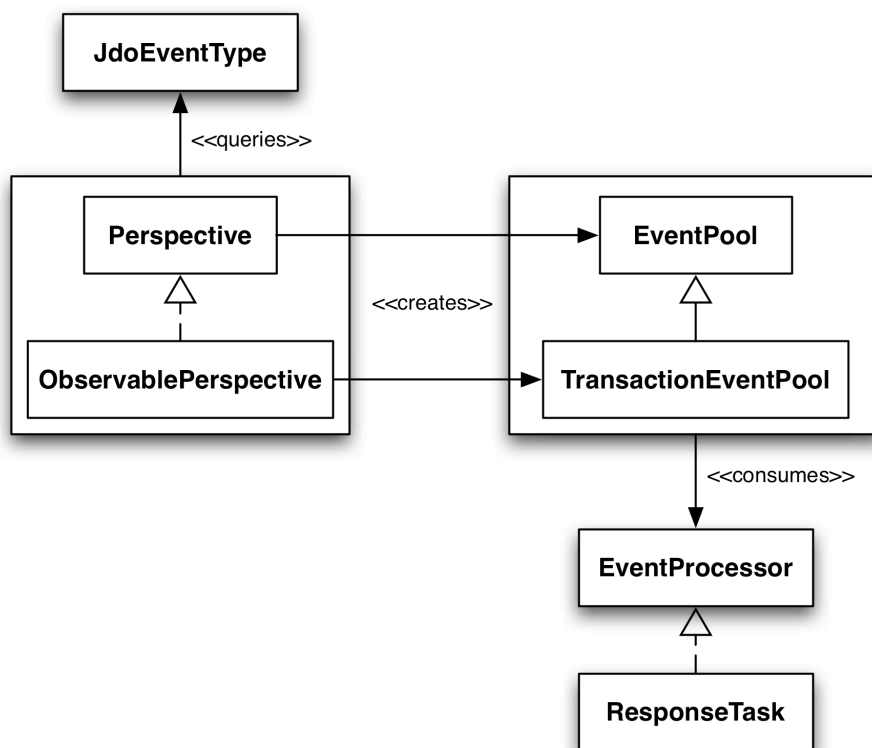 JdoEventType
<<queries>>
Perspective
EventPool
<<creates>>
ObservablePerspective
TransactionEventPool
<<consumes>>
EventProcessor
ResponseTask